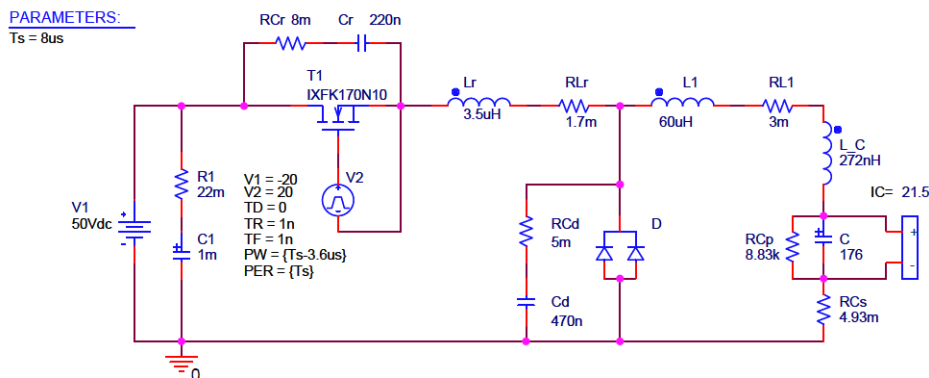 PARAMETERS:
Ts = 8us
RCr 8m
Cr 220n
T1
IXFK170N10
Lr
3.5uH
RLr
1.7m
L1
60uH
RL1
3m
L_C
272nH
R1
22m
V1 = -20
V2 = 20
TD = 0
TR = 1n
TF = 1n
PW = {Ts-3.6us}
PER = {Ts}
V2
V1
50Vdc
C1
1m
RCd
5m
D
Cd
470n
IC= 21.5
RCp
8.83k
C
176
+
-
RCs
4.93m
0